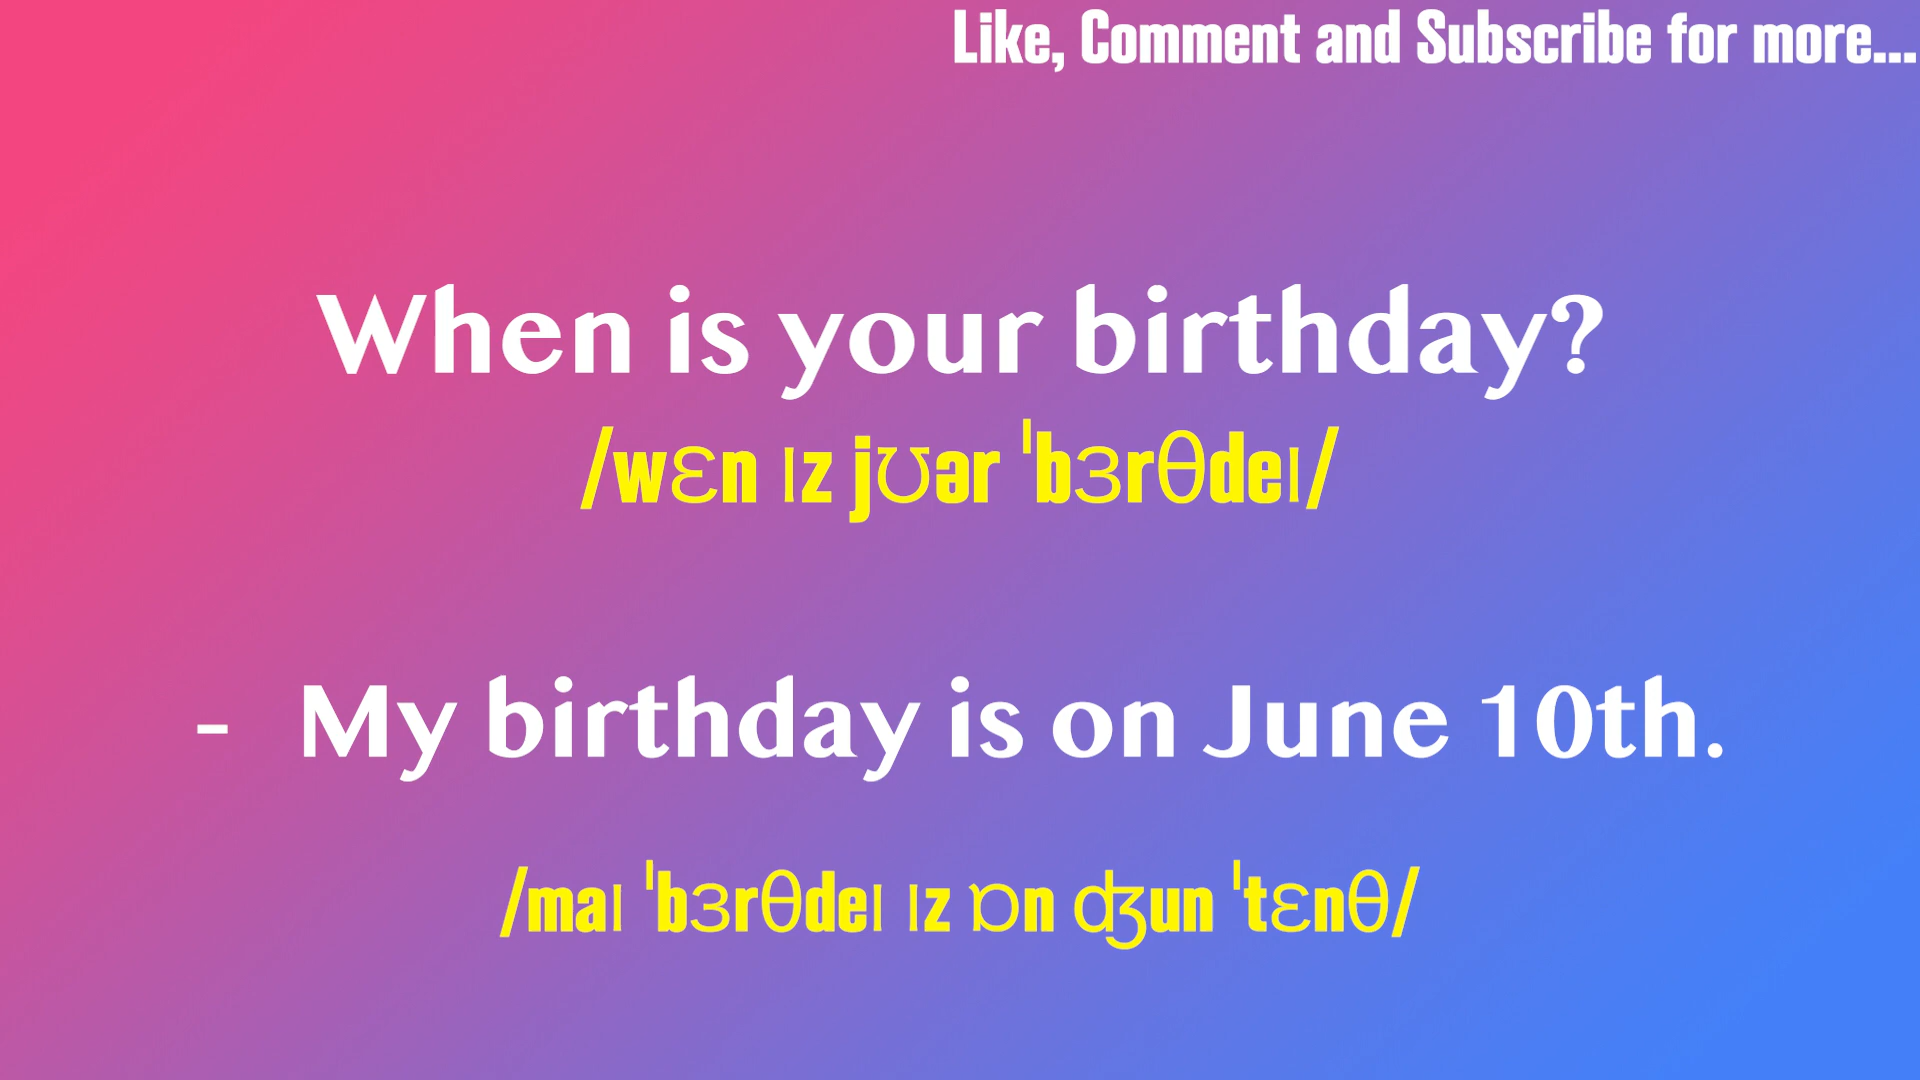 Like, Comment and Subscribe for more...
When is your birthday?
/wɛn ɪz jʊər ˈbɜrθdeɪ/
- My birthday is on June 10th.
/maɪ ˈbɜrθdeɪ ɪz ɒn ʤun ˈtɛnθ/